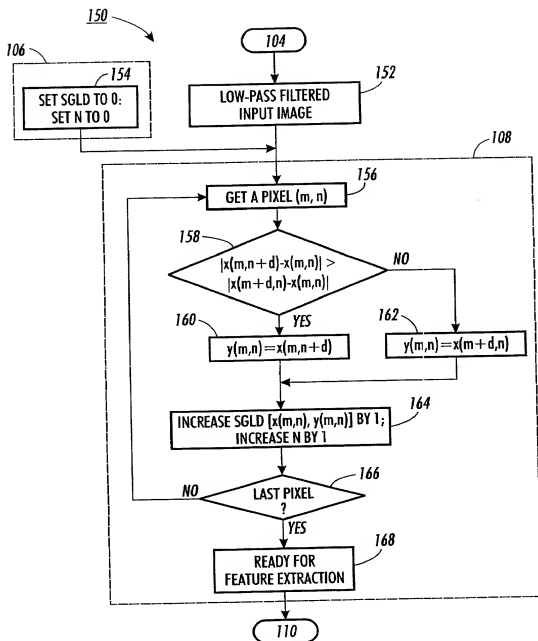 150
104
106
154
SET SGLD TO 0:
SET N TO 0
152
LOW-PASS FILTERED
INPUT IMAGE
108
156
GET A PIXEL (m, n)
158
|x(m,n+d)-x(m,n)| >
|x(m+d,n)-x(m,n)|
NO
YES
160
y(m,n)=x(m,n+d)
162
y(m,n)=x(m+d,n)
164
INCREASE SGLD [x(m,n), y(m,n)] BY 1;
INCREASE N BY 1
166
NO
LAST PIXEL
?
YES
168
READY FOR
FEATURE EXTRACTION
110